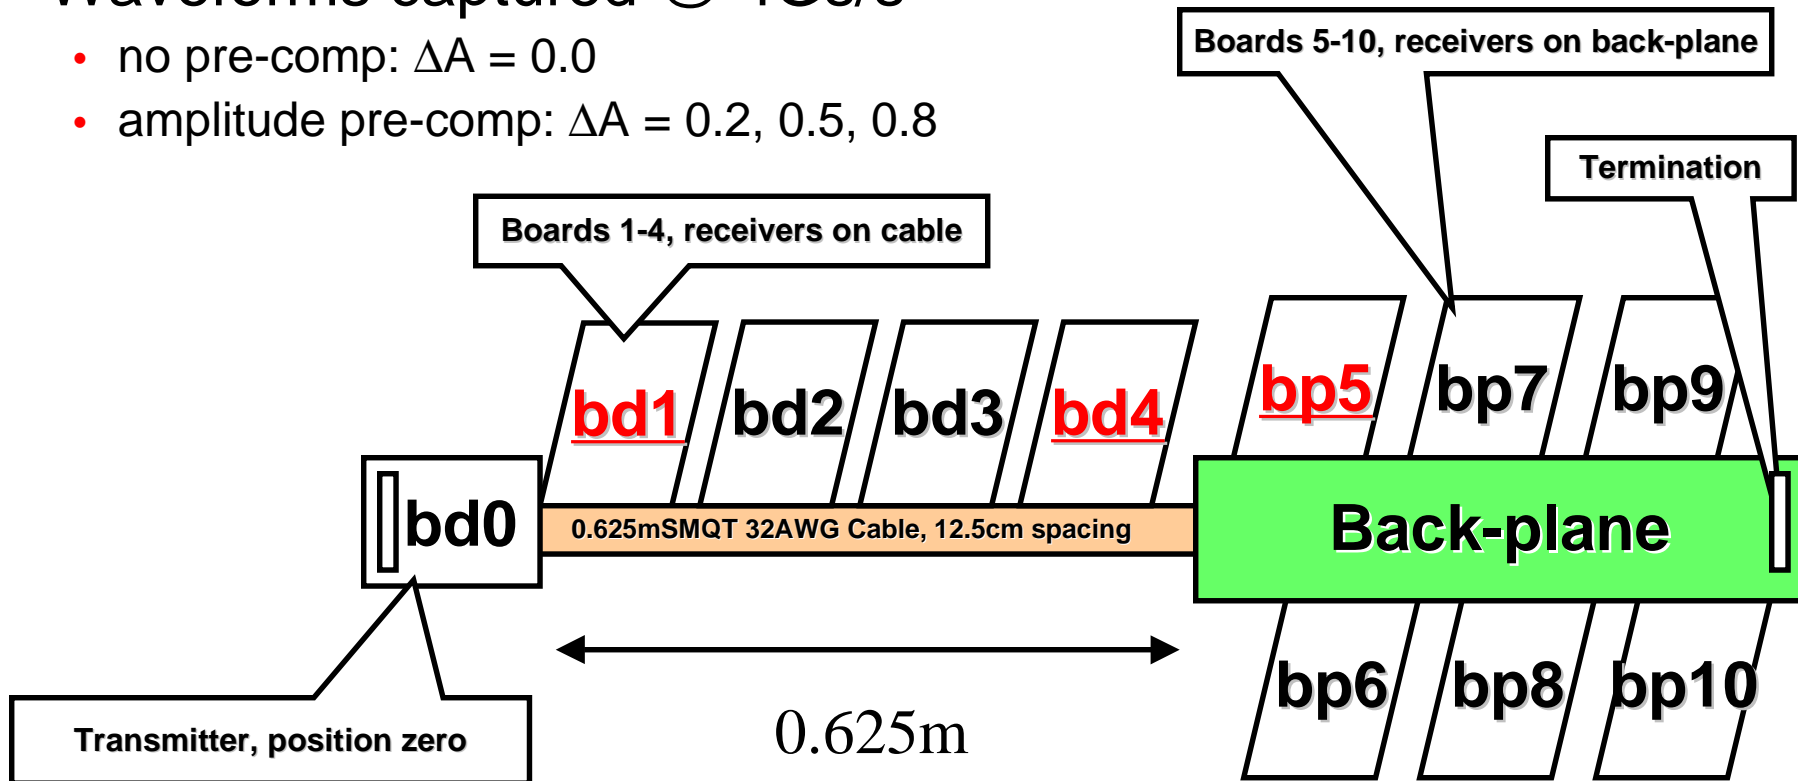 • no pre-comp: ΔA = 0.0
• amplitude pre-comp: ΔA = 0.2, 0.5, 0.8
Boards 5-10, receivers on back-plane
Termination
Boards 1-4, receivers on cable
bd1 bd2 bd3 bd4 bp5 bp7 bp9
bd0 0.625mSMQT 32AWG Cable, 12.5cm spacing Back-plane
bp6 bp8 bp10
0.625m
Transmitter, position zero